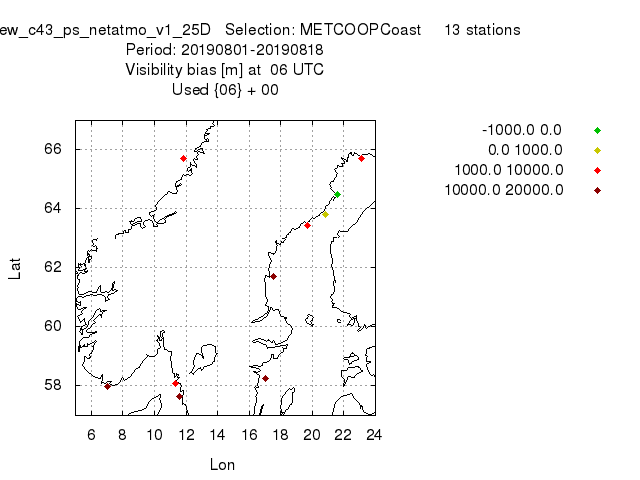 ew_c43_ps_netatmo_v1_25D Selection: METCOOPCoast 13 stations
Period: 20190801-20190818
Visibility bias [m] at 06 UTC
Used {06} + 00
-1000.0 0.0
0.0 1000.0
1000.0 10000.0
10000.0 20000.0
66
64
62
60
58
Lat
6 8 10 12 14 16 18 20 22 24
Lon